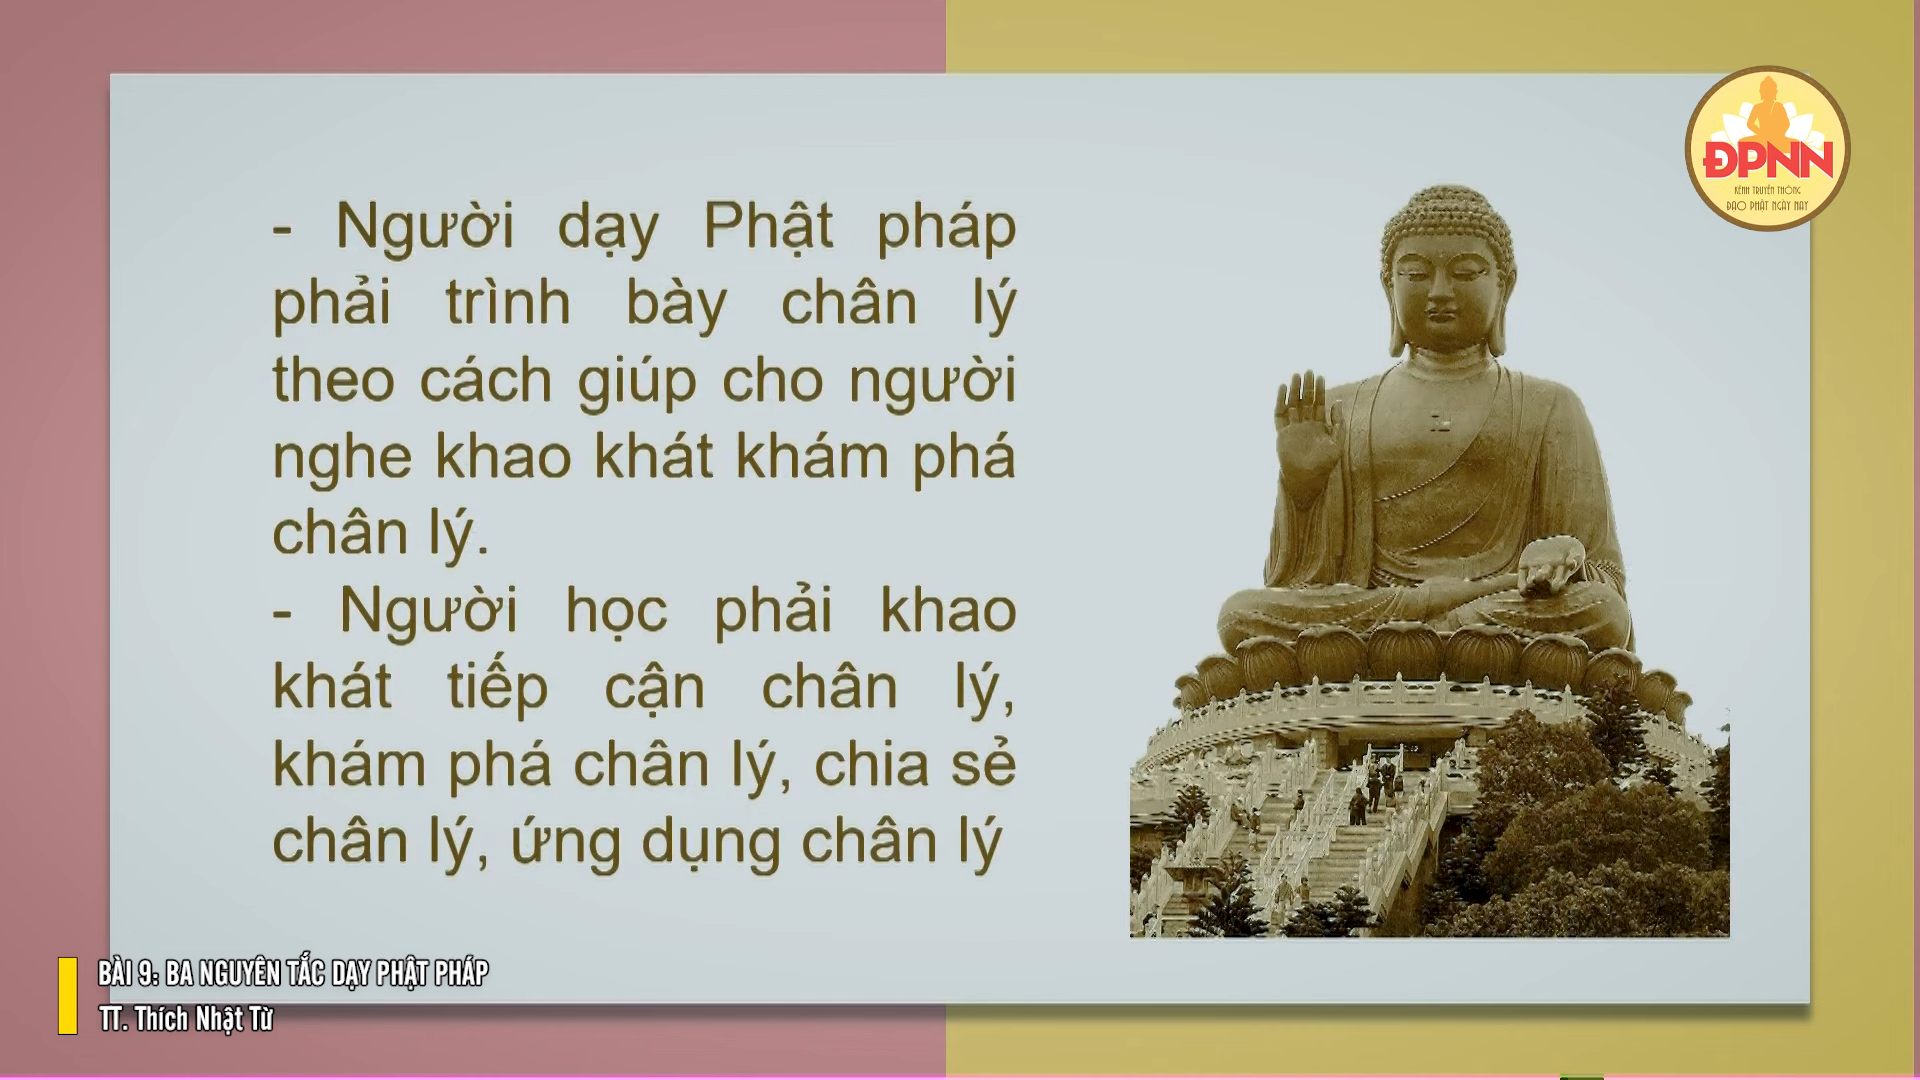 - Người dạy Phật pháp
phải trình bày chân lý
theo cách giúp cho người
nghe khao khát khám phá
chân lý.
- Người học phải khao
khát tiếp cận chân lý,
khám phá chân lý, chia sẻ
chân lý, ứng dụng chân lý
ĐPNN
KÊNH TRUYỀN THÔNG
ĐẠO PHẬT NGÀY NAY
BÀI 9: BA NGUYÊN TẮC DẠY PHẬT PHÁP
TT. Thích Nhật Từ